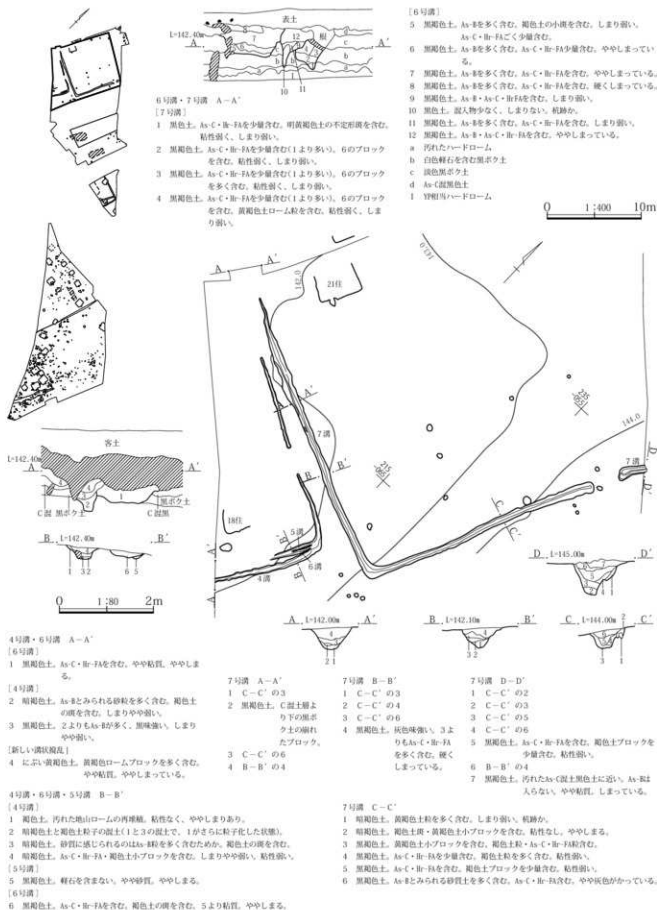 表土
根
L=142.40m
A
A′
7
12
c
b
10
11
6号溝・7号溝 A－A′
[7号溝]
1 黒色土。As-C・Hr-FAを少量含む、明黄褐色土の不定形斑を含む。
粘性弱く、しまり弱い。
2 黒褐色土。As-C・Hr-FAを少量含む(1より多い)。6のブロック
を含む。粘性弱く、しまり弱い。
3 黒褐色土。As-C・Hr-FAを少量含む(1より多い)。6のブロック
を多く含む。粘性弱く、しまり弱い。
4 黒褐色土。As-C・Hr-FAを少量含む(1より多い)。6のブロック
を含む、黄褐色土ローム粒を含む。粘性弱く、しま
り弱い。
[6号溝]
5 黒褐色土。As-Bを多く含む、褐色土の小斑を含む。しまり弱い。
As-C・Hr-FAごく少量含む。
6 黒褐色土。As-Bを多く含む、As-C・Hr-FA少量含む。ややしまってい
る。
7 黒褐色土。As-Bを多く含む、As-C・Hr-FAを含む。ややしまっている。
8 黒褐色土。As-Bを多く含む、As-C・Hr-FAを含む。硬くしまっている。
9 黒褐色土。As-B・As-C・Hr-FAを含む。しまり弱い。
10 黒色土。混入物少なく、しまりない。杭跡か。
11 黒褐色土。As-Bを多く含む、As-C・Hr-FAを含む。しまり弱い。
12 黒褐色土。As-B・As-C・Hr-FAを含む。ややしまっている。
a 汚れたハードローム
b 白色軽石を含む黒ボク土
c 淡色黒ボク土
d As-C混黒色土
I YP相当ハードローム
0 1:400 10m
A A′
142.0
143.0
21住
144.0
7溝
235
-985
215
-985
7溝
B B′
C C′
D D′
18住
5溝
6溝
4溝
客土
L=142.40m
A A′
C混 黒ボク土
黒ボク土
C混黒
B L=142.40m B′
1 3 2 6 5
0 1:80 2m
D L=145.00m D′
A L=142.00m A′
B L=142.10m B′
C L=144.00m C′
4号溝・6号溝 A－A′
[6号溝]
1 黒褐色土。As-C・Hr-FAを含む。やや粘質、ややしま
る。
[4号溝]
2 暗褐色土。As-Bとみられる砂粒を多く含む、褐色土
の斑を含む。しまりやや弱い。
3 黒褐色土。2よりもAs-Bが多く、黒味強い。しまり
やや弱い。
[新しい溝状撹乱]
4 にぶい黄褐色土。黄褐色ロームブロックを多く含む。
やや粘質、ややしまっている。
7号溝 A－A′
1 C－C′の3
2 黒褐色土。C混土層よ
り下の黒ボ
ク土の崩れ
たブロック。
3 C－C′の6
4 B－B′の4
7号溝 B－B′
1 C－C′の3
2 C－C′の4
3 C－C′の6
4 黒褐色土。灰色味強い。3よ
りもAs-C・Hr-FA
を多く含む、硬く
しまっている。
7号溝 D－D′
1 C－C′の2
2 C－C′の3
3 C－C′の5
4 C－C′の6
5 黒褐色土。As-C・Hr-FAを含む、褐色土ブロックを
少量含む。粘性弱い。
6 B－B′の4
7 黒褐色土。汚れたAs-C混土黒色土に近い。As-Bは
入らない。やや粘質、しまっている。
4号溝・6号溝・5号溝 B－B′
[4号溝]
1 褐色土。汚れた地山ロームの再堆積。粘性なく、ややしまりあり。
2 暗褐色土と褐色土粒子の混土(1と3の混土で、1がさらに粒子化した状態)。
3 暗褐色土。砂質に感じられるのはAs-B粒を多く含むためか。褐色土の斑を含む。
4 暗褐色土。As-C・Hr-FA・褐色土小ブロックを含む。しまりやや弱い、粘性弱い。
[5号溝]
5 黒褐色土。軽石を含まない。やや砂質、ややしまる。
[6号溝]
6 黒褐色土。As-C・Hr-FAを含む、褐色土の斑を含む。5より粘質、ややしまる。
7号溝 C－C′
1 暗褐色土。黄褐色土粒を多く含む。しまり弱い。杭跡か。
2 暗褐色土。褐色土斑・黄褐色土小ブロックを含む。粘性なし、ややしまる。
3 黒褐色土。黄褐色土小ブロックを含む、褐色土粒・As-C・Hr-FA粒含む。
4 黒褐色土。As-C・Hr-FAを少量含む、褐色土粒を多く含む。粘性弱い。
5 黒褐色土。As-C・Hr-FAを含む、褐色土ブロックを少量含む。粘性弱い。
6 黒褐色土。As-Bとみられる砂質土を多く含む、As-C・Hr-FA含む。やや灰色がかっている。